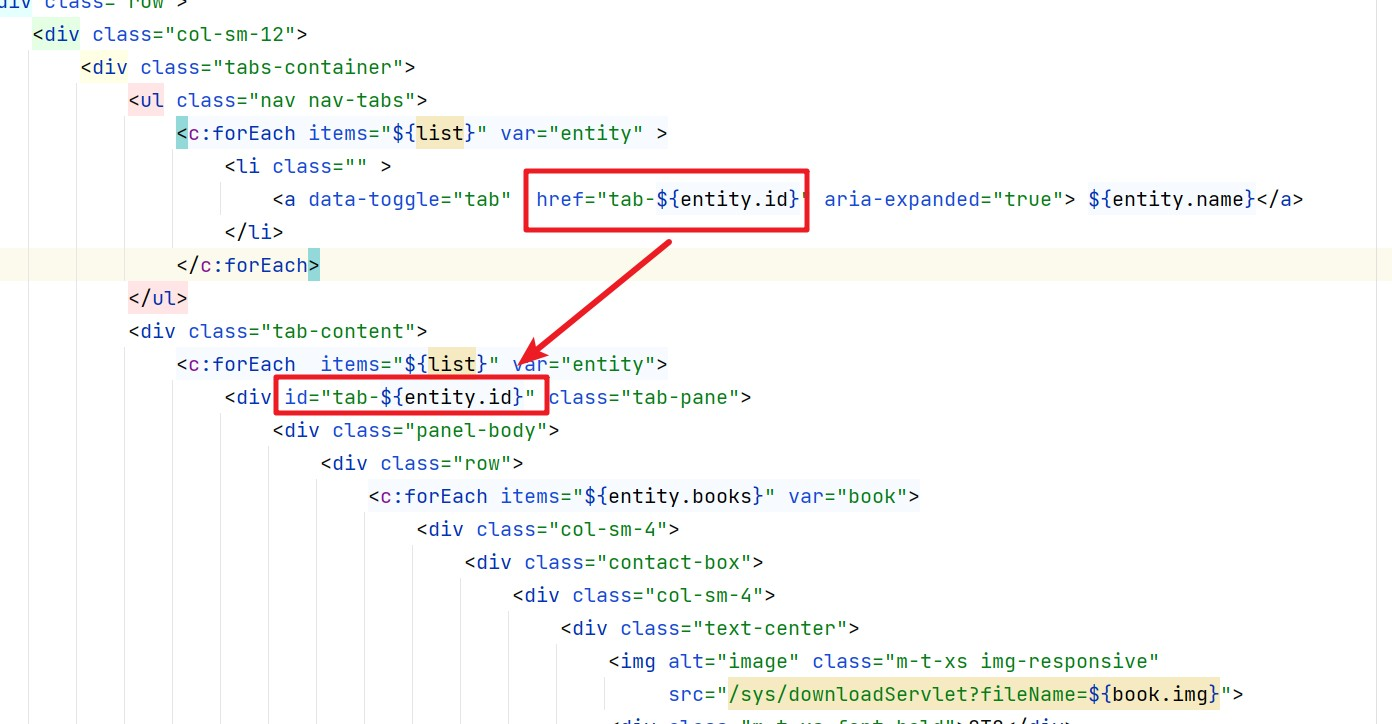 div class="row">
<div class="col-sm-12">
<div class="tabs-container">
<ul class="nav nav-tabs">
<c:forEach items="${list}" var="entity" >
<li class="" >
<a data-toggle="tab" href="tab-${entity.id}" aria-expanded="true"> ${entity.name}</a>
</li>
</c:forEach>
</ul>
<div class="tab-content">
<c:forEach items="${list}" var="entity">
<div id="tab-${entity.id}" class="tab-pane">
<div class="panel-body">
<div class="row">
<c:forEach items="${entity.books}" var="book">
<div class="col-sm-4">
<div class="contact-box">
<div class="col-sm-4">
<div class="text-center">
<img alt="image" class="m-t-xs img-responsive"
src="/sys/downloadServlet?fileName=${book.img}">